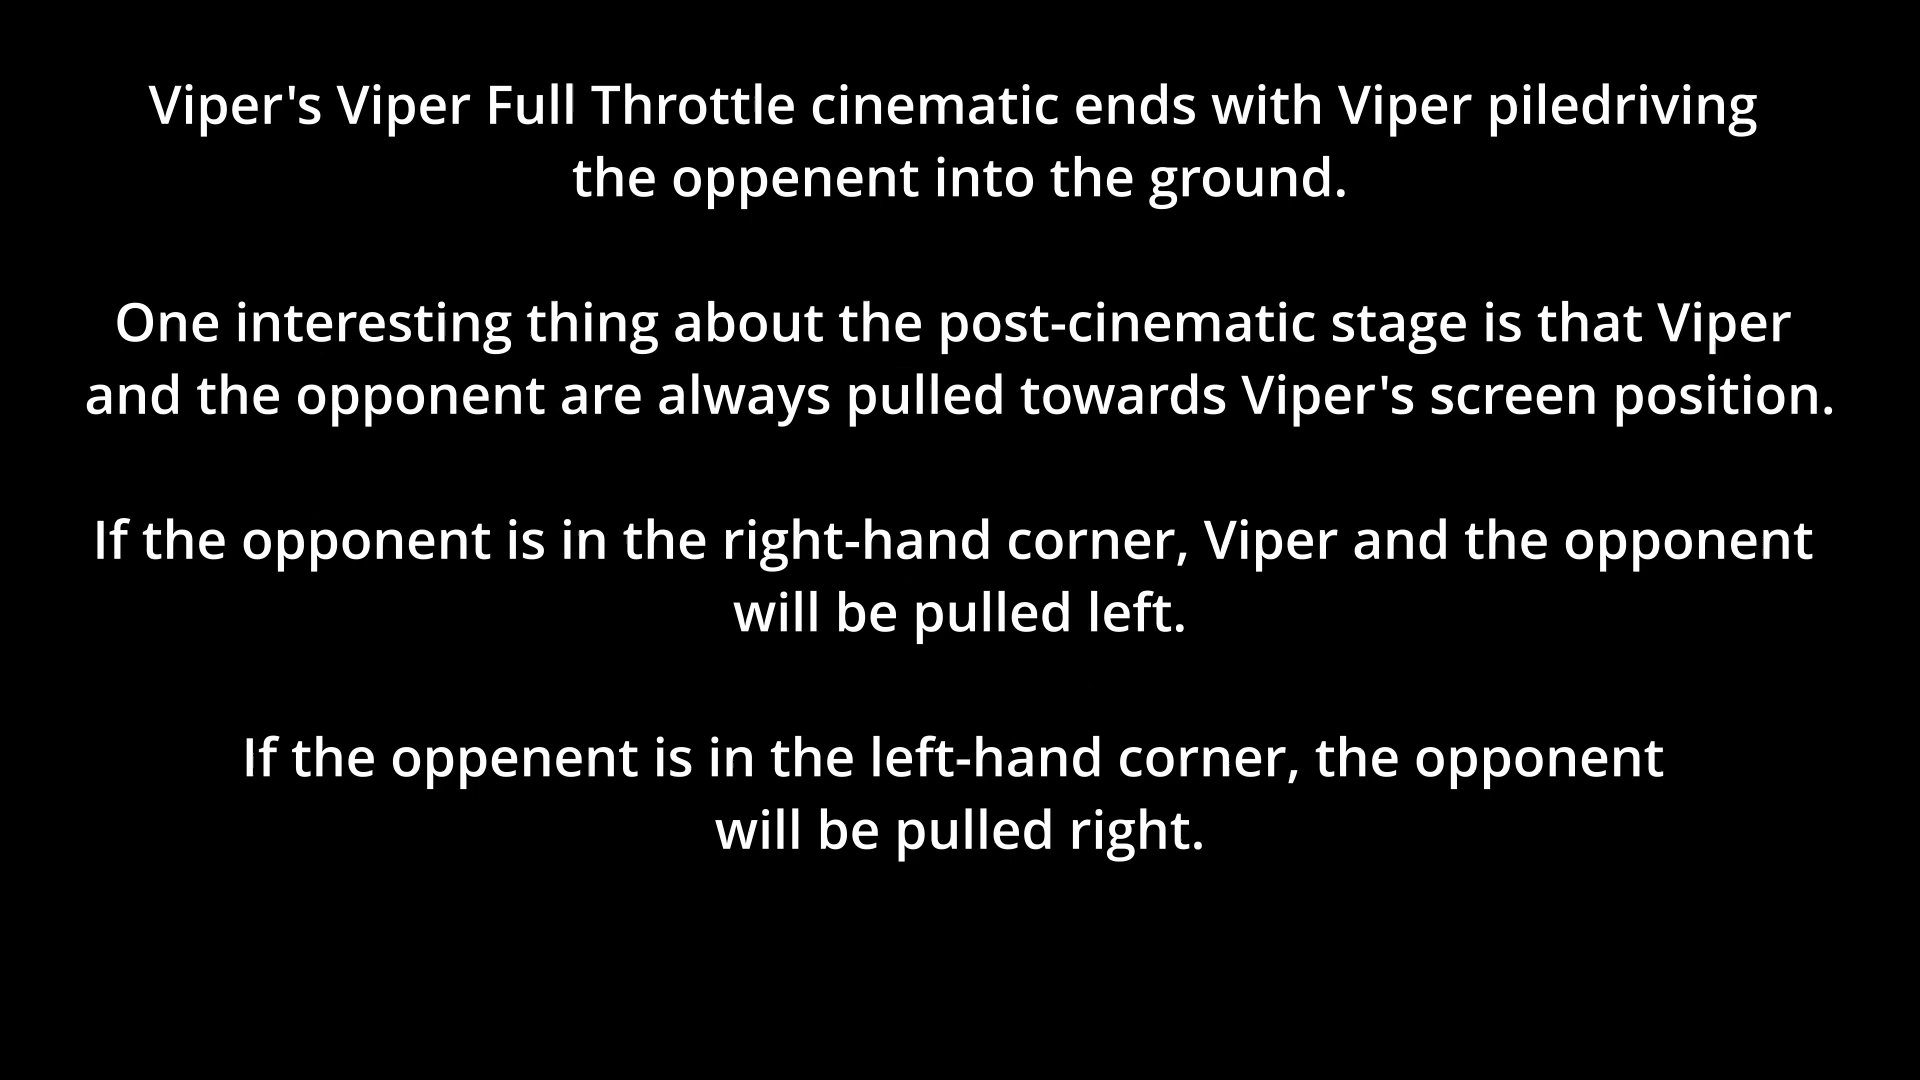 Viper's Viper Full Throttle cinematic ends with Viper piledriving
the oppenent into the ground.
One interesting thing about the post-cinematic stage is that Viper
and the opponent are always pulled towards Viper's screen position.
If the opponent is in the right-hand corner, Viper and the opponent
will be pulled left.
If the oppenent is in the left-hand corner, the opponent
will be pulled right.